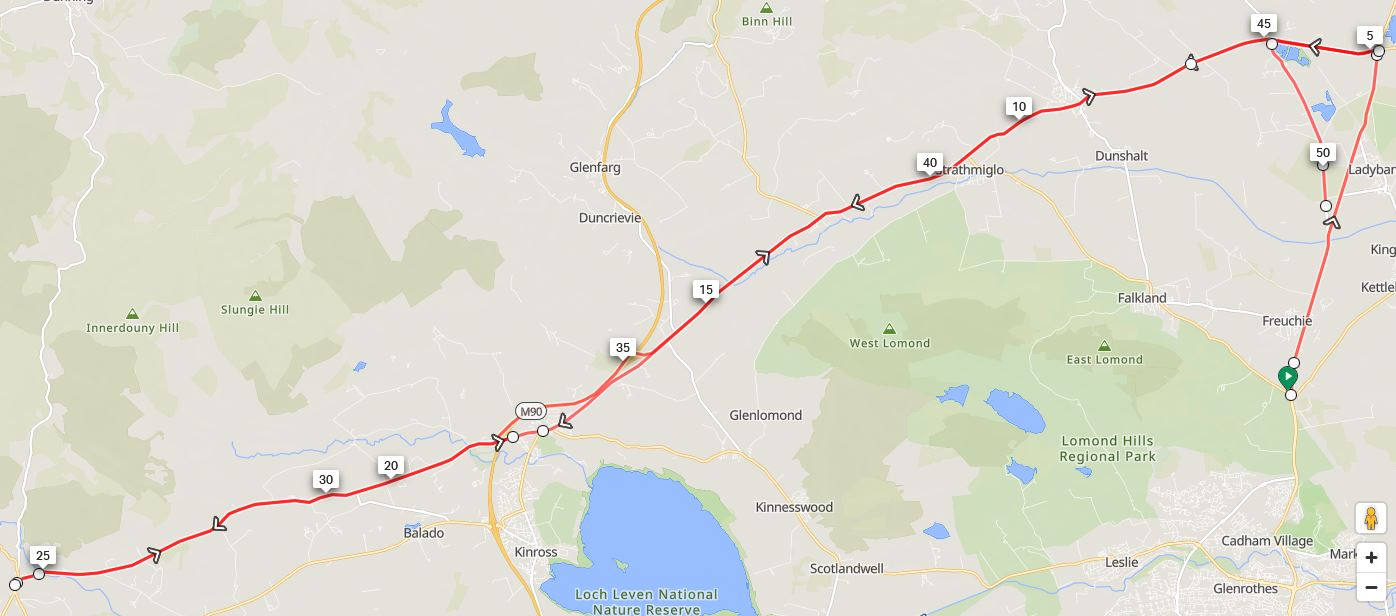 Dunning
Binn Hill
45
5
10
Glenfarg
40
Strathmiglo
Dunshalt
50
Ladyban
Duncrievie
King
15
Slungie Hill
Innerdouny Hill
Falkland
Kettle
Freuchie
35
West Lomond
East Lomond
M90
Glenlomond
Lomond Hills
Regional Park
20
30
Kinnesswood
Balado
25
Kinross
Cadham Village
Mark
Leslie
Scotlandwell
Glenrothes
Loch Leven National
Nature Reserve
+
−